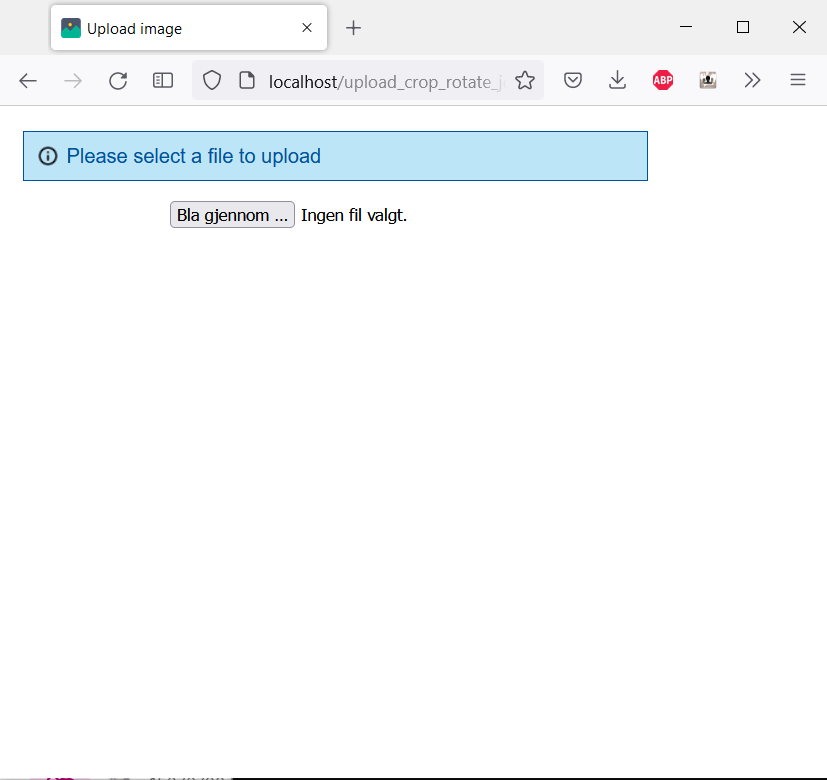 Upload image
localhost/upload_crop_rotate_j
ABP
Please select a file to upload
Bla gjennom ... Ingen fil valgt.